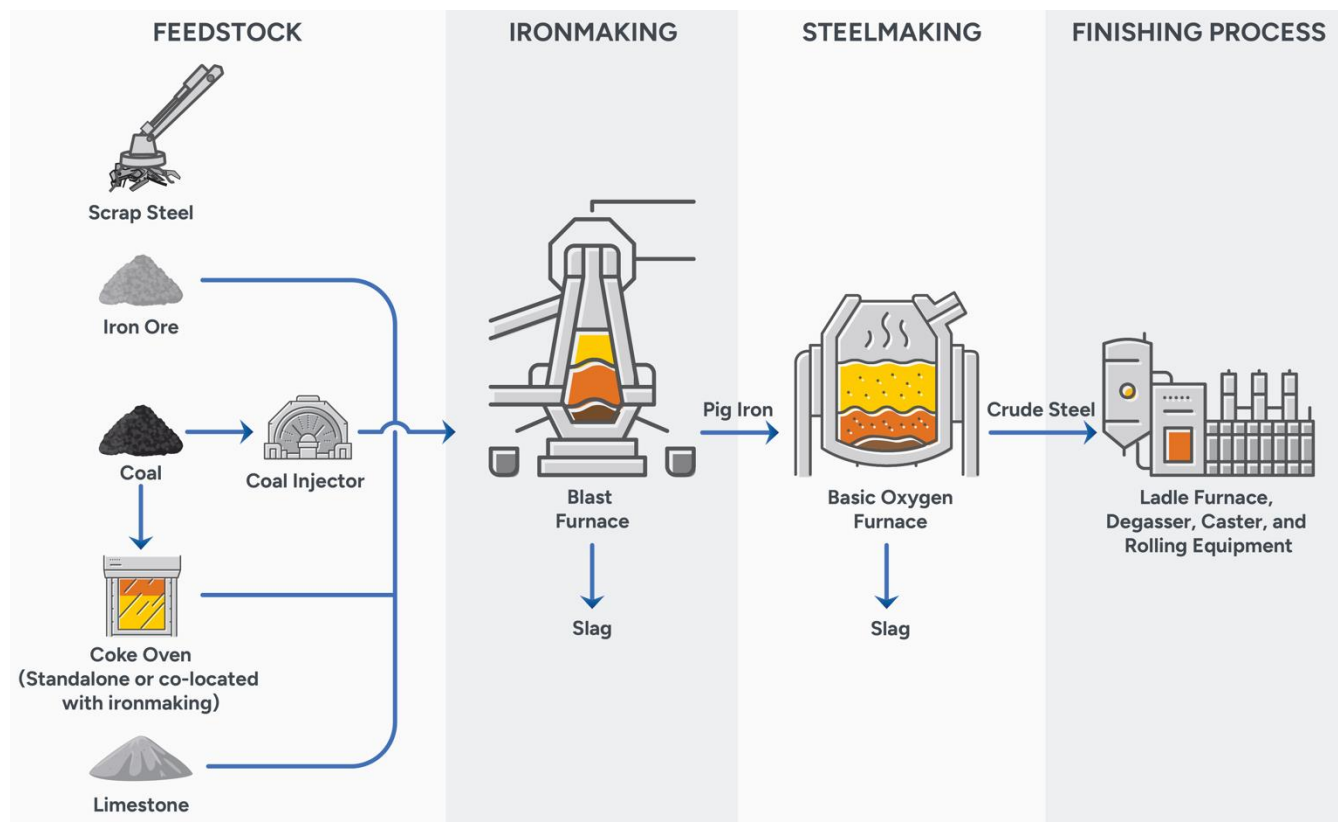 FEEDSTOCK
IRONMAKING
STEELMAKING
FINISHING PROCESS
Scrap Steel
Iron Ore
Coal
Coal Injector
Coke Oven
(Standalone or co-located
with ironmaking)
Limestone
Blast
Furnace
Slag
Pig Iron
Basic Oxygen
Furnace
Slag
Crude Steel
Ladle Furnace,
Degasser, Caster, and
Rolling Equipment